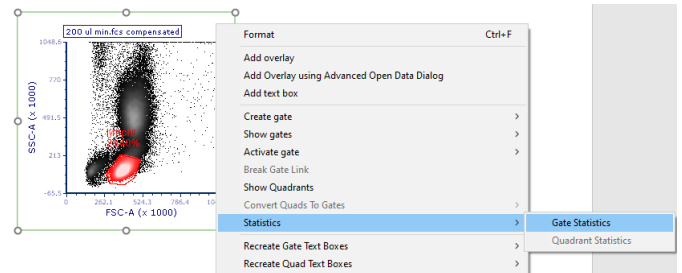 200 ul min.fcs compensated
1048.6
770
491.5
213
-65.5
SSC-A (x 1000)
0 262.1 524.3 786.4 10
FSC-A (x 1000)
Format Ctrl+F
Add overlay
Add Overlay using Advanced Open Data Dialog
Add text box
Create gate >
Show gates >
Activate gate >
Break Gate Link
Show Quadrants
Convert Quads To Gates >
Statistics >
Gate Statistics
Quadrant Statistics
Recreate Gate Text Boxes >
Recreate Quad Text Boxes >